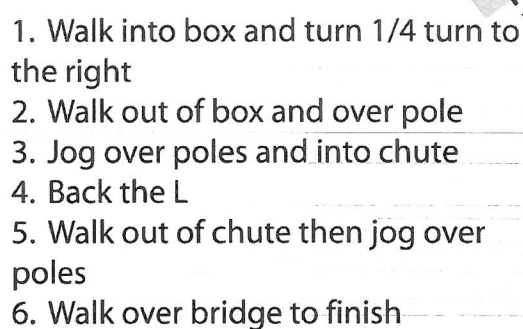 1. Walk into box and turn 1/4 turn to
the right
2. Walk out of box and over pole
3. Jog over poles and into chute
4. Back the L
5. Walk out of chute then jog over
poles
6. Walk over bridge to finish